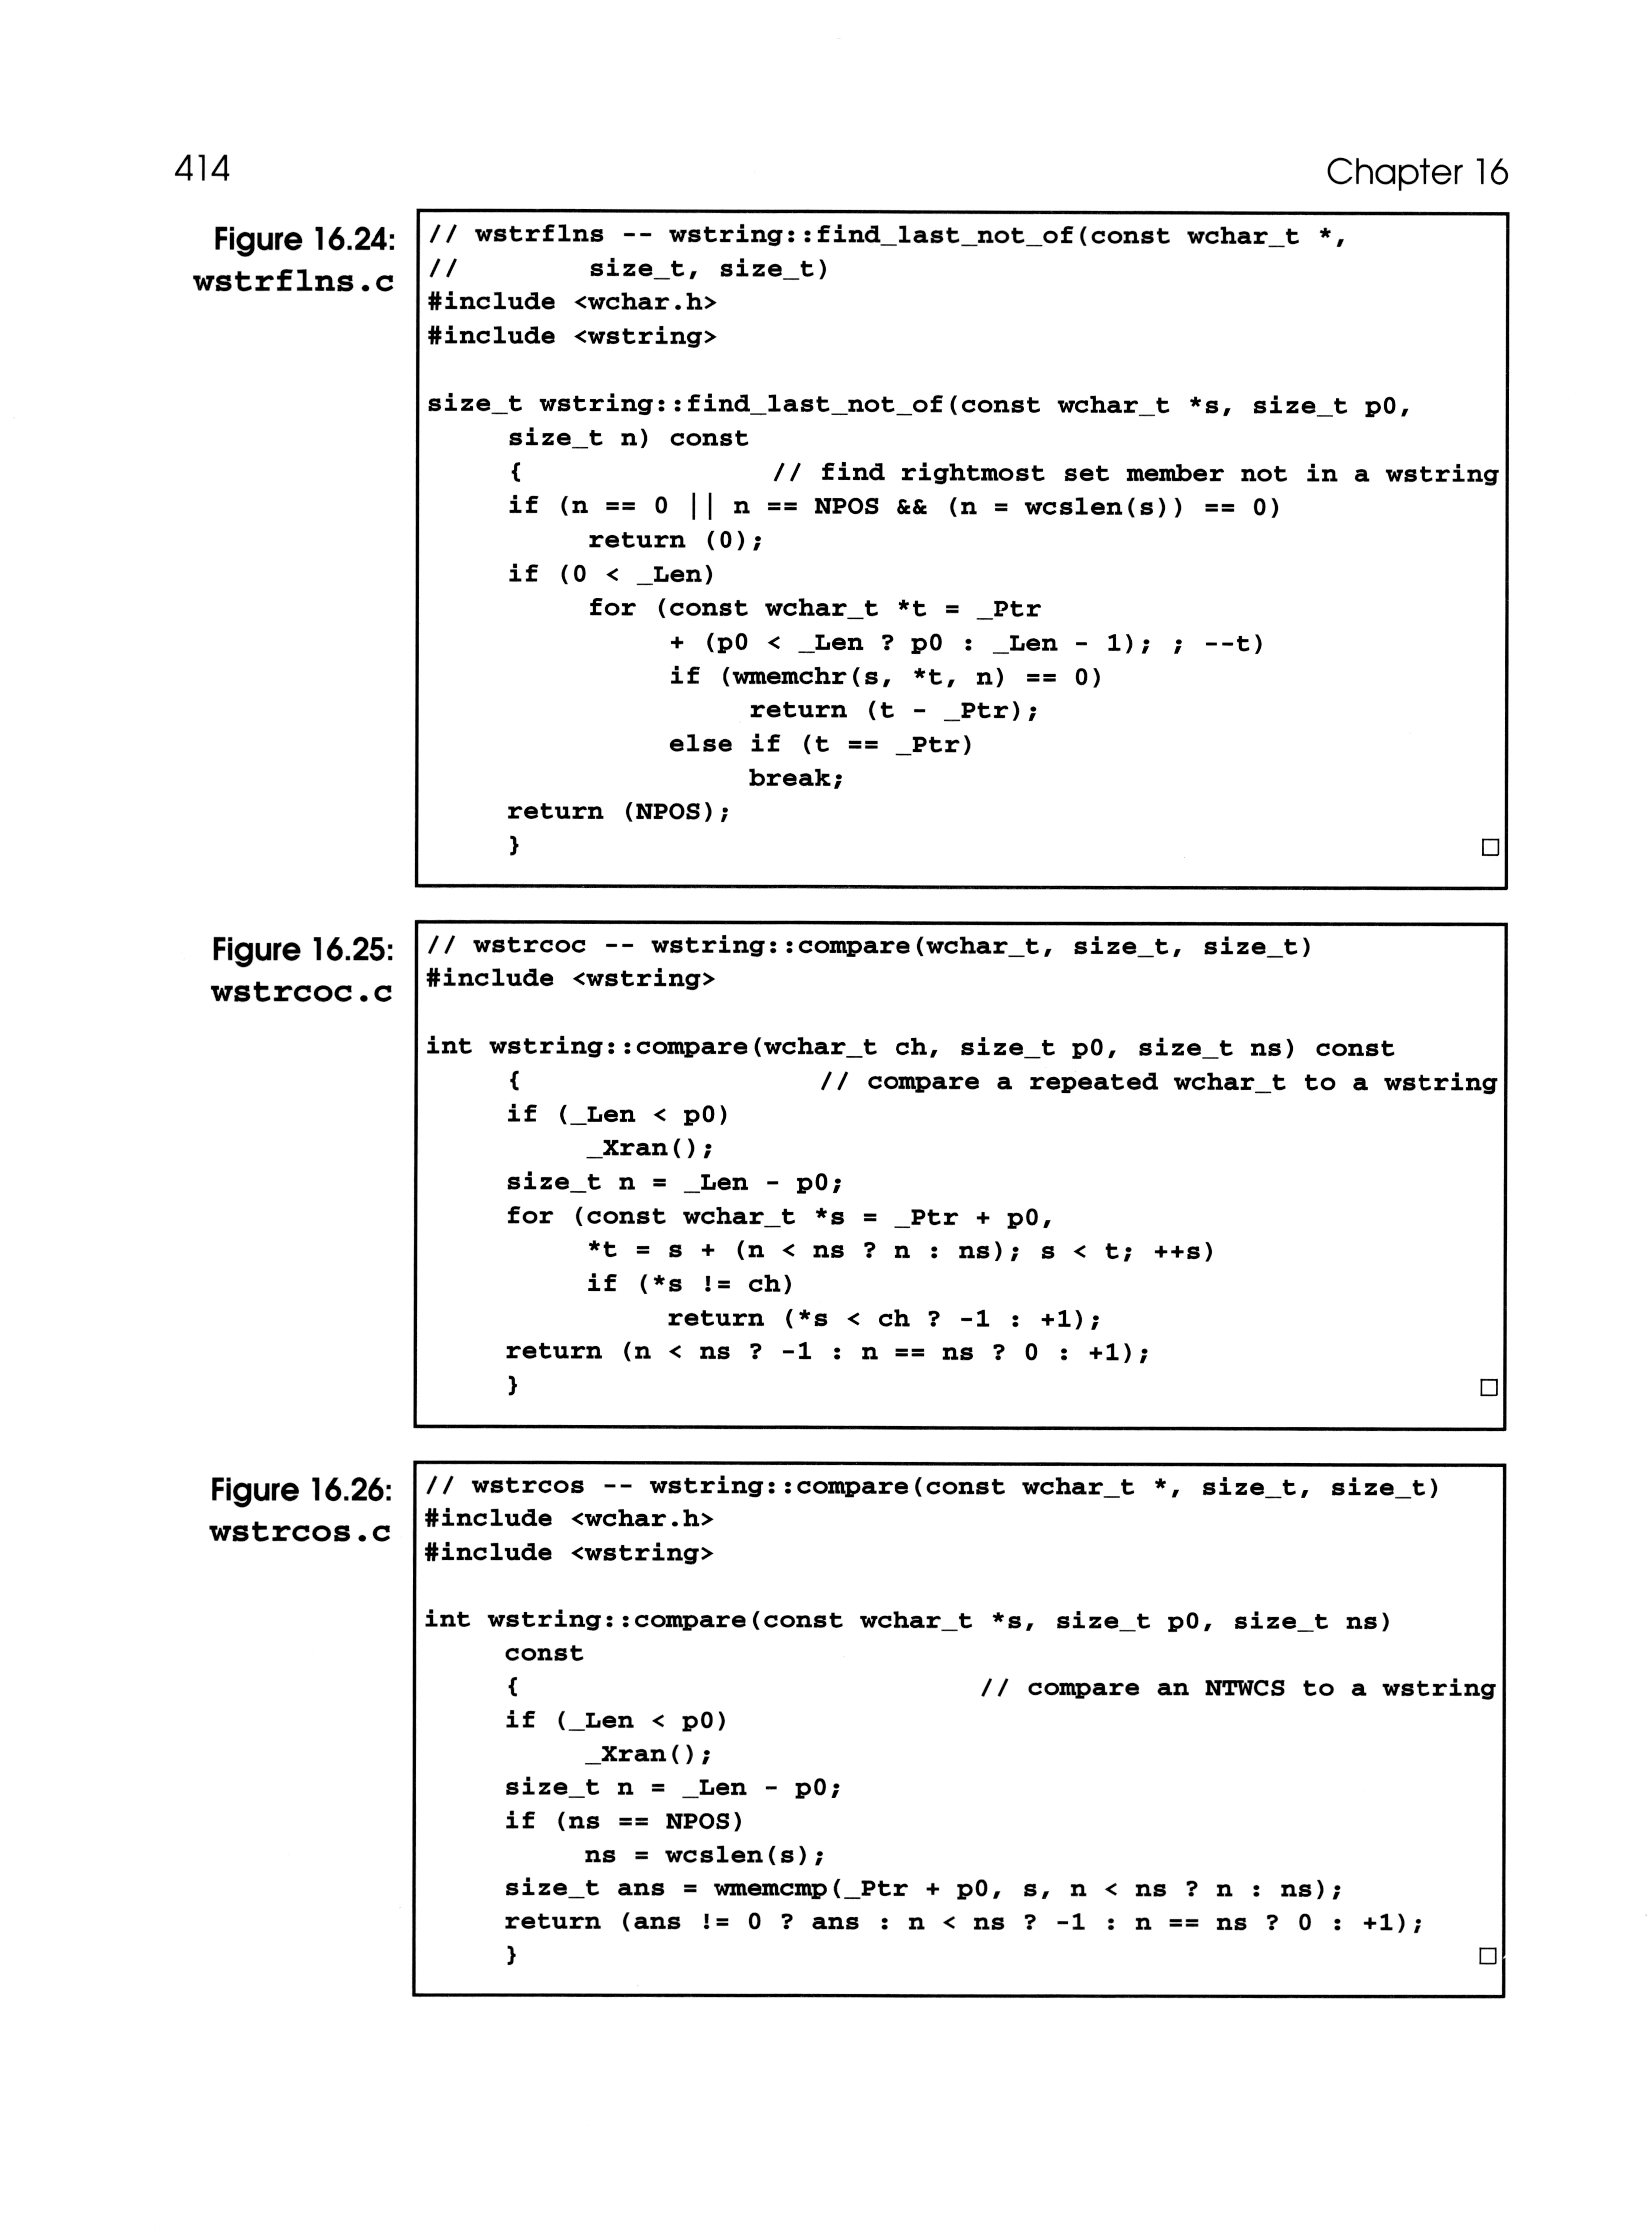 414
Chapter 16
Figure 16.24:
wstrflns.c
// wstrflns -- wstring::find_last_not_of(const wchar_t *,
//        size_t, size_t)
#include <wchar.h>
#include <wstring>
size_t wstring::find_last_not_of(const wchar_t *s, size_t p0,
     size_t n) const
     {                // find rightmost set member not in a wstring
     if (n == 0 || n == NPOS && (n = wcslen(s)) == 0)
          return (0);
     if (0 < _Len)
          for (const wchar_t *t = _Ptr
               + (p0 < _Len ? p0 : _Len - 1); ; --t)
               if (wmemchr(s, *t, n) == 0)
                    return (t - _Ptr);
               else if (t == _Ptr)
                    break;
     return (NPOS);
     }
□
Figure 16.25:
wstrcoc.c
// wstrcoc -- wstring::compare(wchar_t, size_t, size_t)
#include <wstring>
int wstring::compare(wchar_t ch, size_t p0, size_t ns) const
     {                   // compare a repeated wchar_t to a wstring
     if (_Len < p0)
          _Xran();
     size_t n = _Len - p0;
     for (const wchar_t *s = _Ptr + p0,
          *t = s + (n < ns ? n : ns); s < t; ++s)
          if (*s != ch)
               return (*s < ch ? -1 : +1);
     return (n < ns ? -1 : n == ns ? 0 : +1);
     }
□
Figure 16.26:
wstrcos.c
// wstrcos -- wstring::compare(const wchar_t *, size_t, size_t)
#include <wchar.h>
#include <wstring>
int wstring::compare(const wchar_t *s, size_t p0, size_t ns)
     const
     {                             // compare an NTWCS to a wstring
     if (_Len < p0)
          _Xran();
     size_t n = _Len - p0;
     if (ns == NPOS)
          ns = wcslen(s);
     size_t ans = wmemcmp(_Ptr + p0, s, n < ns ? n : ns);
     return (ans != 0 ? ans : n < ns ? -1 : n == ns ? 0 : +1);
     }
□